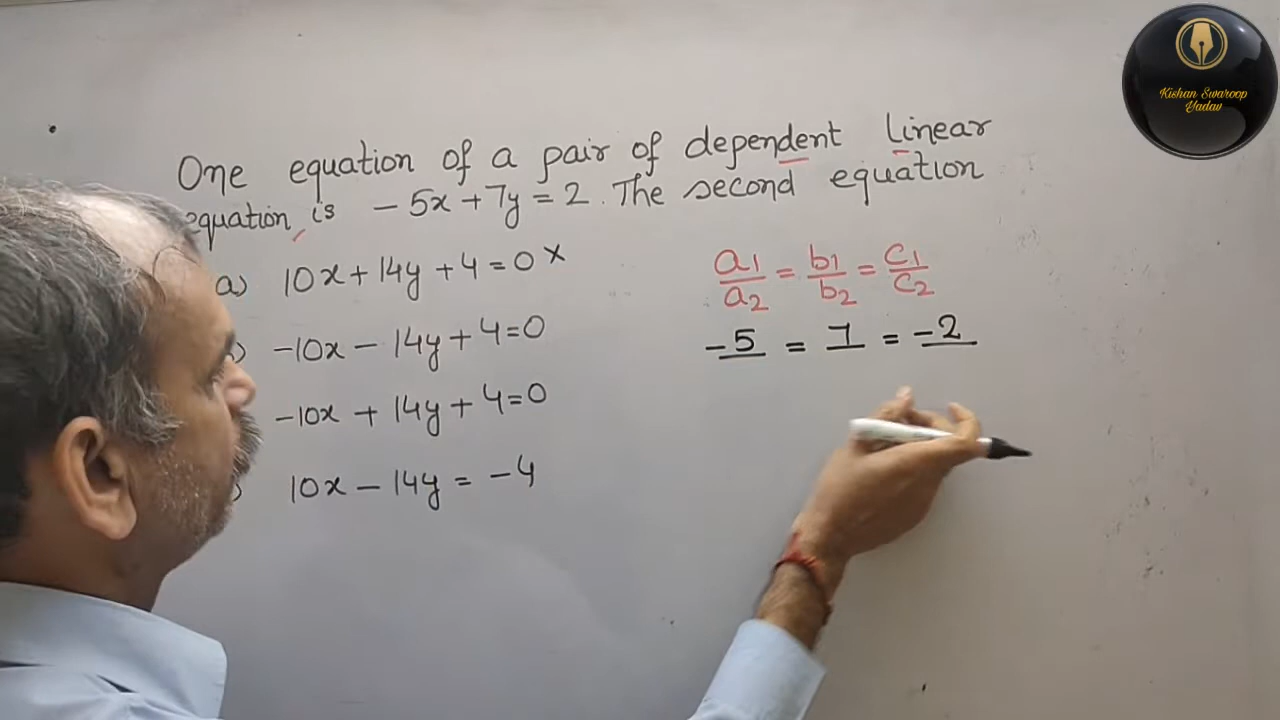 One equation of a pair of dependent linear
equation, is - 5x + 7y = 2. The second equation
a) 10x + 14y + 4 = 0 ×
) -10x - 14y + 4 = 0
-10x + 14y + 4 = 0
) 10x - 14y = -4
a1/a2 = b1/b2 = c1/c2
-5 = 7 = -2
Kishan Swaroop
Yadav